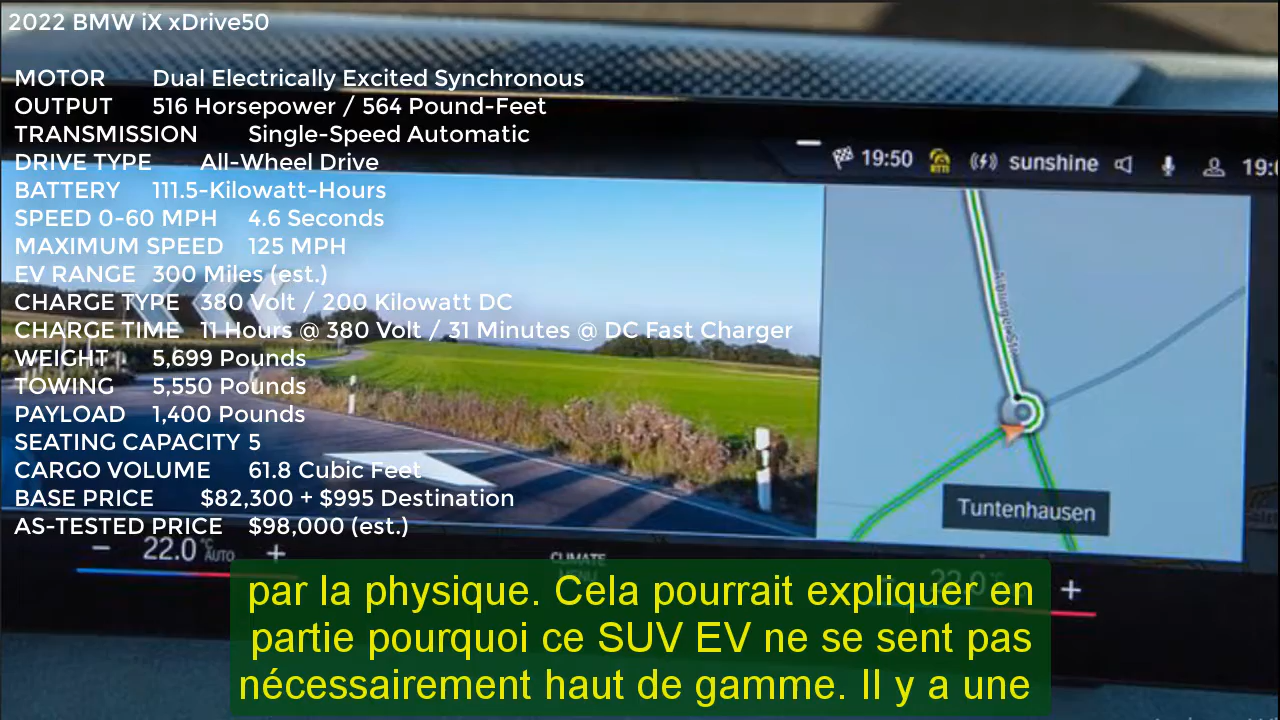 2022 BMW iX xDrive50
MOTOR Dual Electrically Excited Synchronous
OUTPUT 516 Horsepower / 564 Pound-Feet
TRANSMISSION Single-Speed Automatic
DRIVE TYPE All-Wheel Drive
BATTERY 111.5-Kilowatt-Hours
SPEED 0-60 MPH 4.6 Seconds
MAXIMUM SPEED 125 MPH
EV RANGE 300 Miles (est.)
CHARGE TYPE 380 Volt / 200 Kilowatt DC
CHARGE TIME 11 Hours @ 380 Volt / 31 Minutes @ DC Fast Charger
WEIGHT 5,699 Pounds
TOWING 5,550 Pounds
PAYLOAD 1,400 Pounds
SEATING CAPACITY 5
CARGO VOLUME 61.8 Cubic Feet
BASE PRICE $82,300 + $995 Destination
AS-TESTED PRICE $98,000 (est.)
19:50 sunshine
Tuntenhausen
− 22.0 °C AUTO +
CLIMATE
MENU
22.0 +
par la physique. Cela pourrait expliquer en
partie pourquoi ce SUV EV ne se sent pas
nécessairement haut de gamme. Il y a une